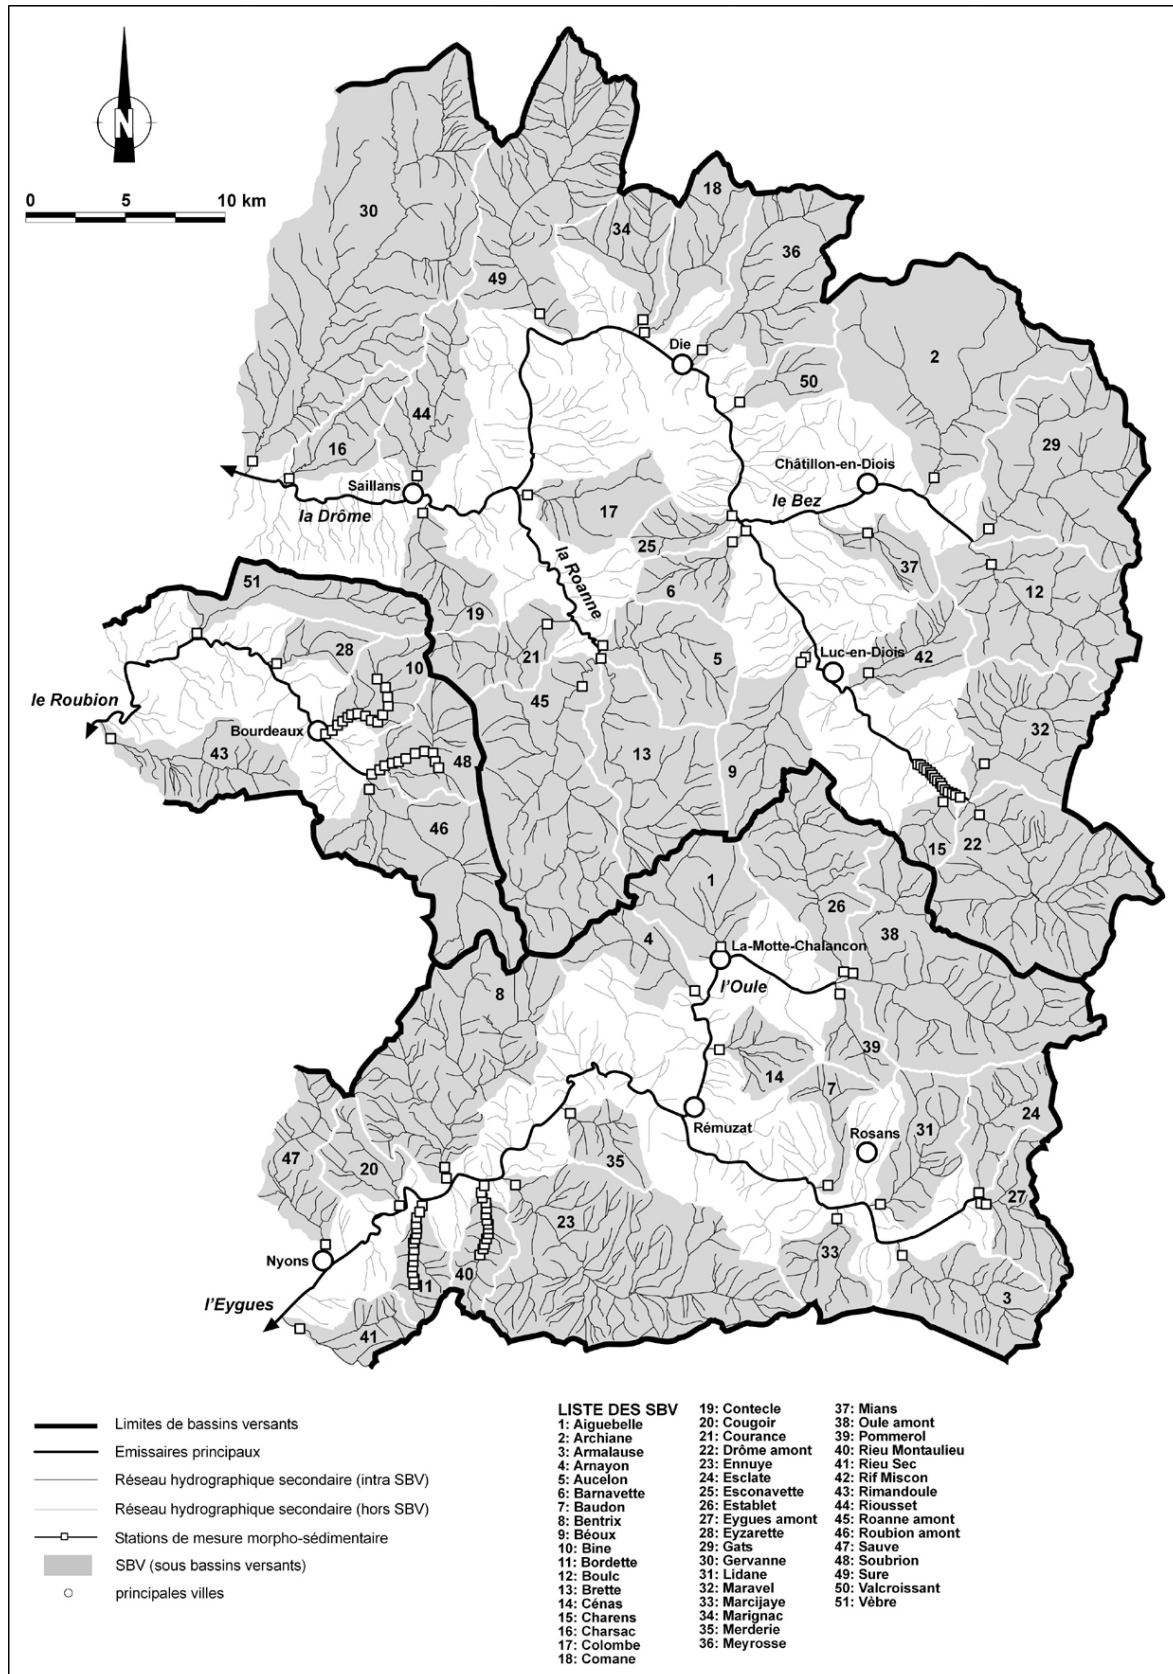 N
0 5 10 km
18
30
34
36
49
2
Die
50
29
44
16
Châtillon-en-Diois
Saillans
le Bez
la Drôme
17
25
la Roanne
37
51
6
12
19
28
21
5
Luc-en-Diois
42
10
45
le Roubion
32
Bourdeaux
43
48
13
9
46
15
22
1
26
38
4
La-Motte-Chalancon
l'Oule
8
39
14
7
24
Rémuzat
31
Rosans
47
20
35
27
23
33
Nyons
11
40
3
l'Eygues
41
Limites de bassins versants
Emissaires principaux
Réseau hydrographique secondaire (intra SBV)
Réseau hydrographique secondaire (hors SBV)
Stations de mesure morpho-sédimentaire
SBV (sous bassins versants)
principales villes
LISTE DES SBV
1: Aiguebelle
2: Archiane
3: Armalause
4: Arnayon
5: Aucelon
6: Barnavette
7: Baudon
8: Bentrix
9: Béoux
10: Bine
11: Bordette
12: Boulc
13: Brette
14: Cénas
15: Charens
16: Charsac
17: Colombe
18: Comane
19: Contecle
20: Cougoir
21: Courance
22: Drôme amont
23: Ennuye
24: Esclate
25: Esconavette
26: Establet
27: Eygues amont
28: Eyzarette
29: Gats
30: Gervanne
31: Lidane
32: Maravel
33: Marcijaye
34: Marignac
35: Merderie
36: Meyrosse
37: Mians
38: Oule amont
39: Pommerol
40: Rieu Montaulieu
41: Rieu Sec
42: Rif Miscon
43: Rimandoule
44: Riousset
45: Roanne amont
46: Roubion amont
47: Sauve
48: Soubrion
49: Sure
50: Valcroissant
51: Vèbre